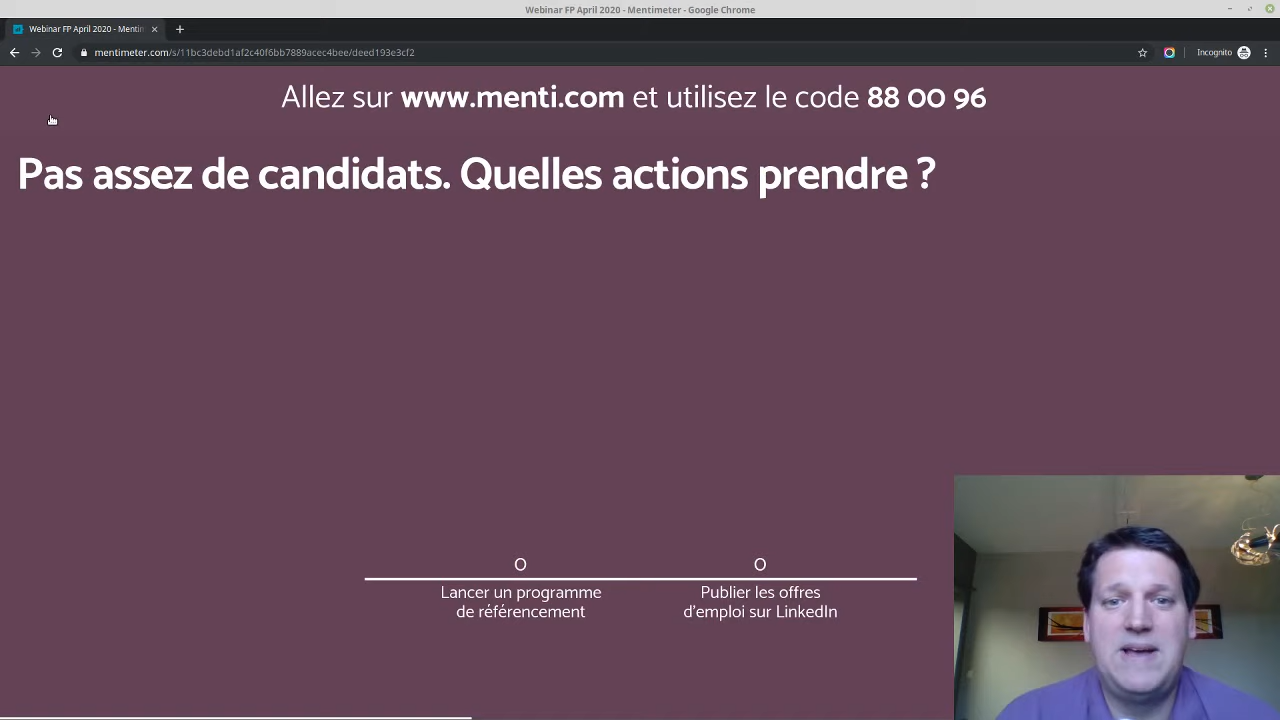 Webinar FP April 2020 - Mentimeter - Google Chrome
Webinar FP April 2020 - Mentin
mentimeter.com/s/11bc3debd1af2c40f6bb7889acec4bee/deed193e3cf2
Incognito
Allez sur www.menti.com et utilisez le code 88 00 96
Pas assez de candidats. Quelles actions prendre ?
0 0
Lancer un programme
de référencement
Publier les offres
d'emploi sur LinkedIn